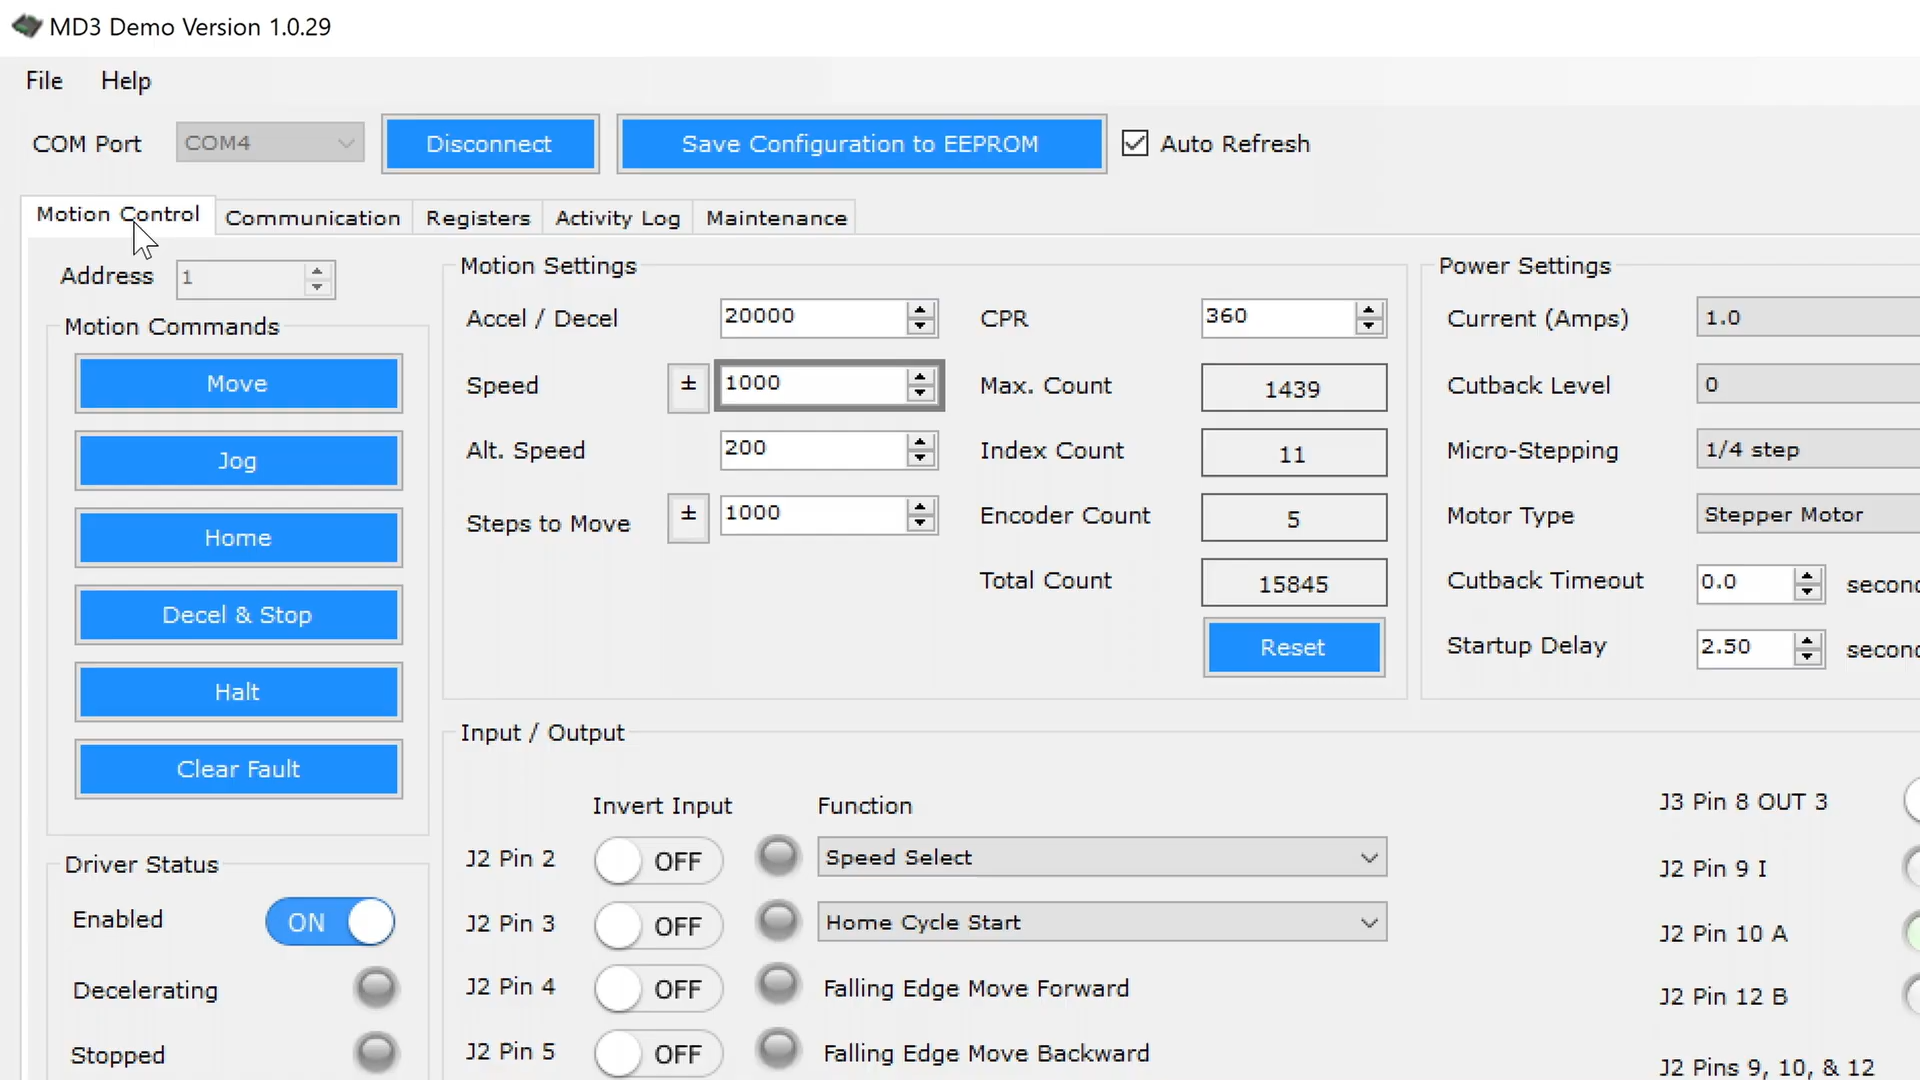 MD3 Demo Version 1.0.29
File Help
COM Port COM4 Disconnect Save Configuration to EEPROM Auto Refresh
Motion Control Communication Registers Activity Log Maintenance
Address 1
Motion Commands
Move
Jog
Home
Decel & Stop
Halt
Clear Fault
Driver Status
Enabled ON
Decelerating
Stopped
Motion Settings
Accel / Decel 20000 CPR 360
Speed ± 1000 Max. Count 1439
Alt. Speed 200 Index Count 11
Steps to Move ± 1000 Encoder Count 5
Total Count 15845
Reset
Power Settings
Current (Amps) 1.0
Cutback Level 0
Micro-Stepping 1/4 step
Motor Type Stepper Motor
Cutback Timeout 0.0 second
Startup Delay 2.50 second
Input / Output
Invert Input Function
J2 Pin 2 OFF Speed Select
J2 Pin 3 OFF Home Cycle Start
J2 Pin 4 OFF Falling Edge Move Forward
J2 Pin 5 OFF Falling Edge Move Backward
J3 Pin 8 OUT 3
J2 Pin 9 I
J2 Pin 10 A
J2 Pin 12 B
J2 Pins 9, 10, & 12